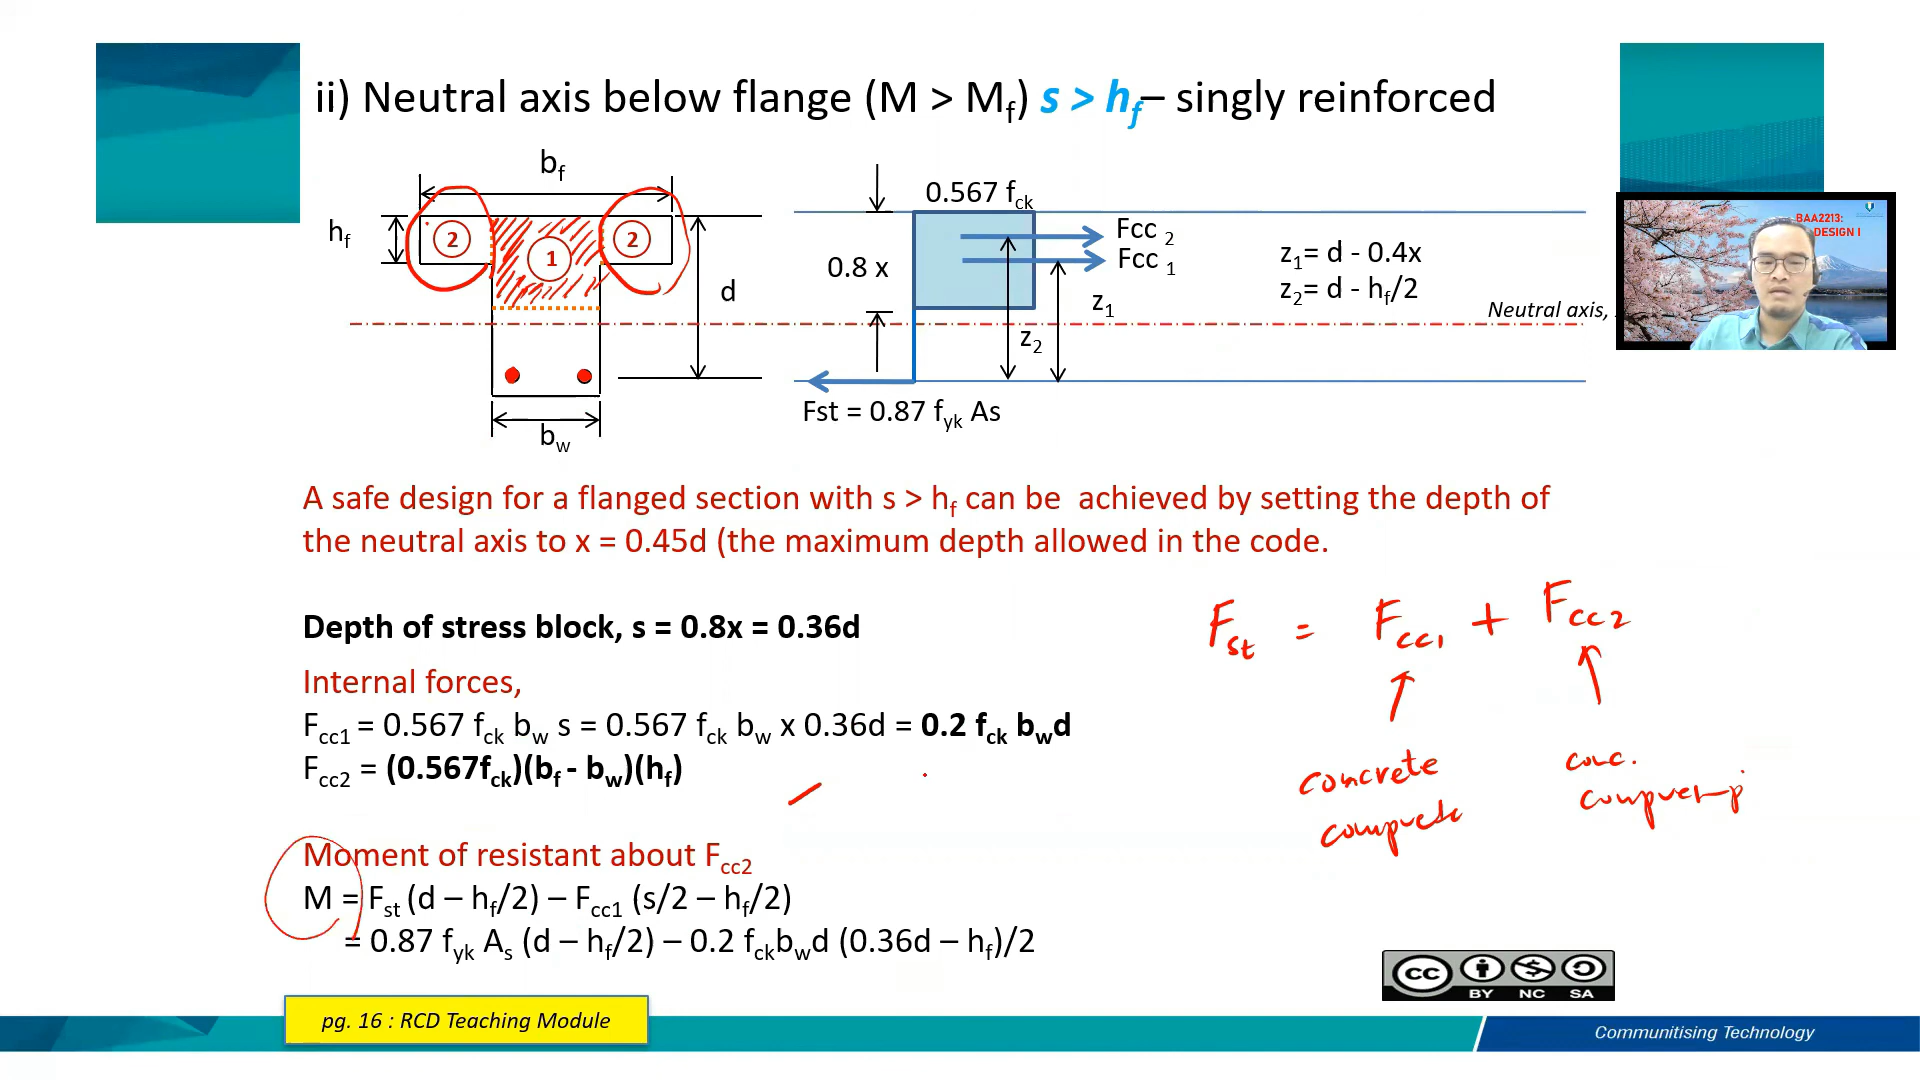 ii) Neutral axis below flange (M > Mf) s > hf – singly reinforced
bf
hf
2
1
2
d
bw
0.567 fck
0.8 x
Fcc 2
Fcc 1
z1
z2
Fst = 0.87 fyk As
z1= d - 0.4x
z2= d - hf/2
Neutral axis,
BAA2213:
DESIGN I
A safe design for a flanged section with s > hf can be achieved by setting the depth of
the neutral axis to x = 0.45d (the maximum depth allowed in the code.
Depth of stress block, s = 0.8x = 0.36d
Internal forces,
Fcc1 = 0.567 fck bw s = 0.567 fck bw x 0.36d = 0.2 fck bwd
Fcc2 = (0.567fck)(bf - bw)(hf)
Fst = Fcc1 + Fcc2
concrete
conc.
Moment of resistant about Fcc2
M = Fst (d – hf/2) – Fcc1 (s/2 – hf/2)
= 0.87 fyk As (d – hf/2) – 0.2 fckbwd (0.36d – hf)/2
cc
BY NC SA
pg. 16 : RCD Teaching Module
Communitising Technology